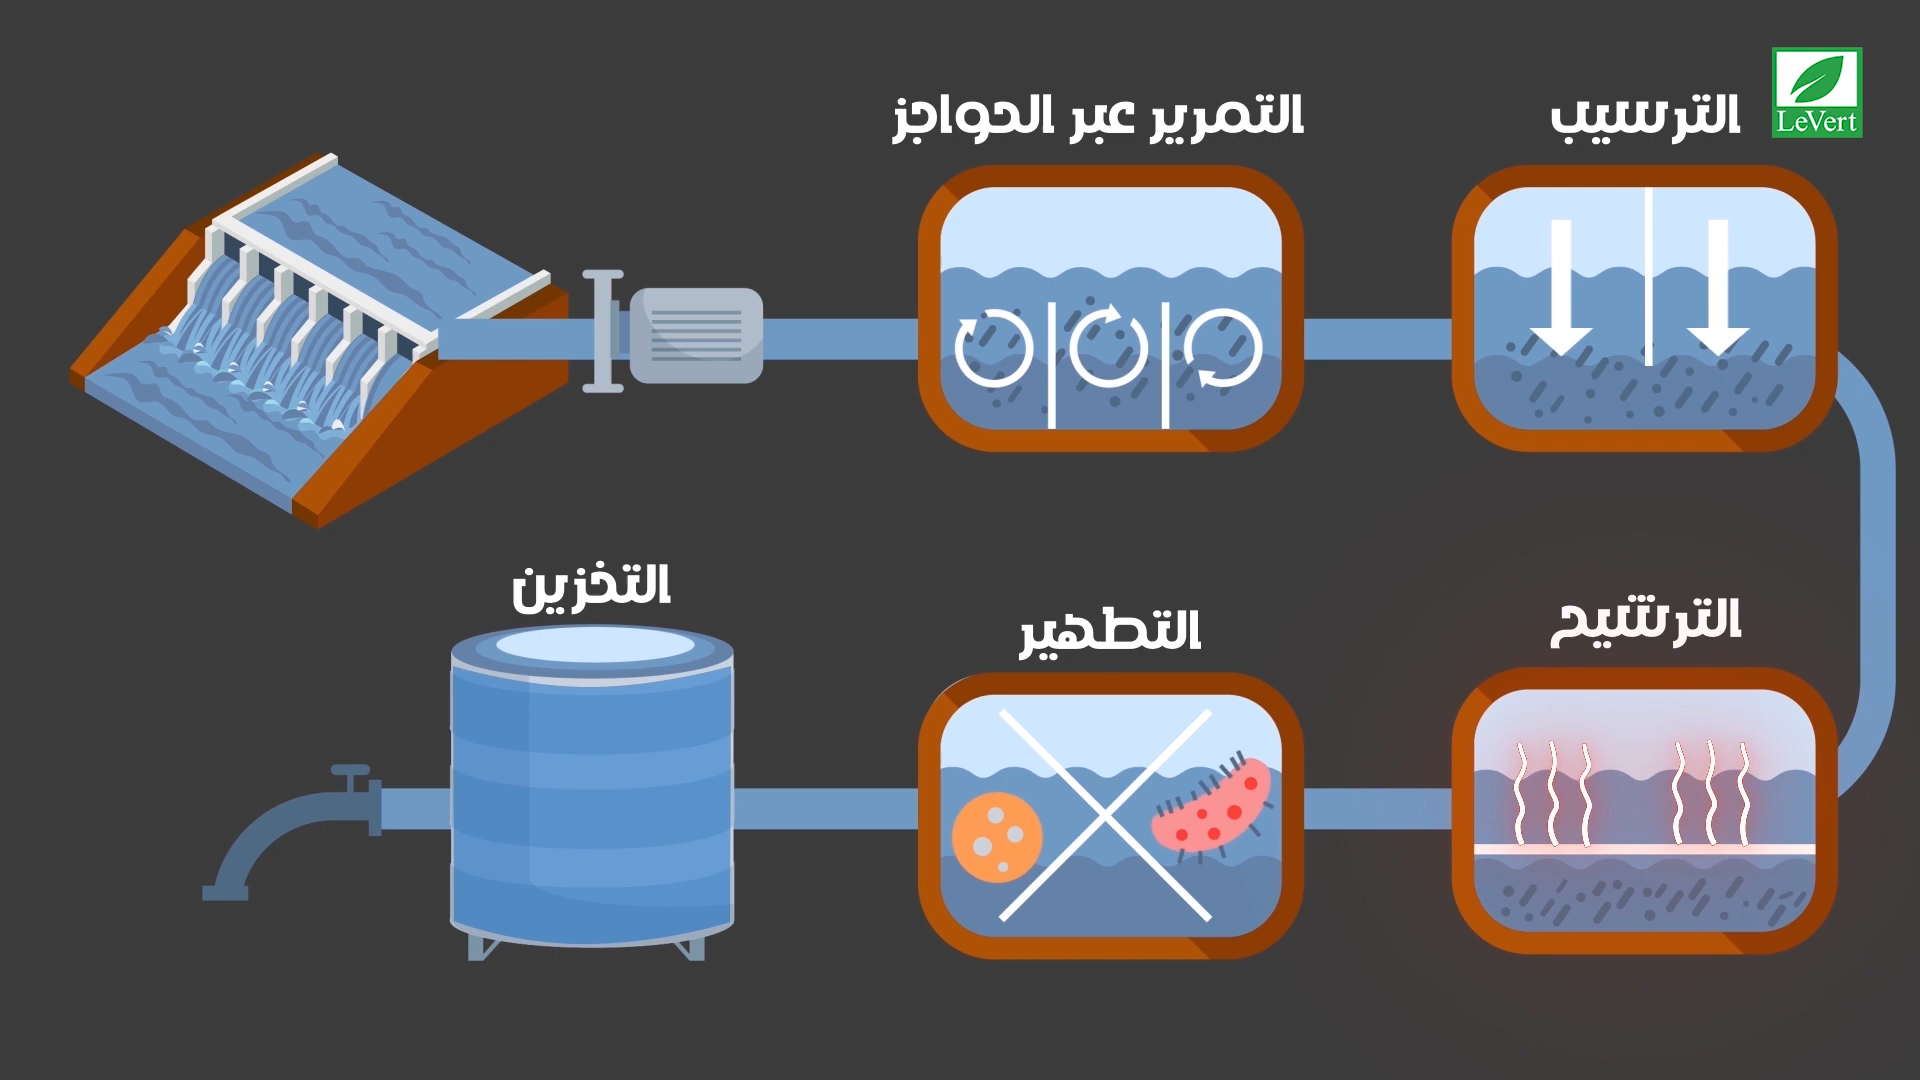 التمرير عبر الحواجز
الترسيب
LeVert
التخزين
التطهير
الترشيح